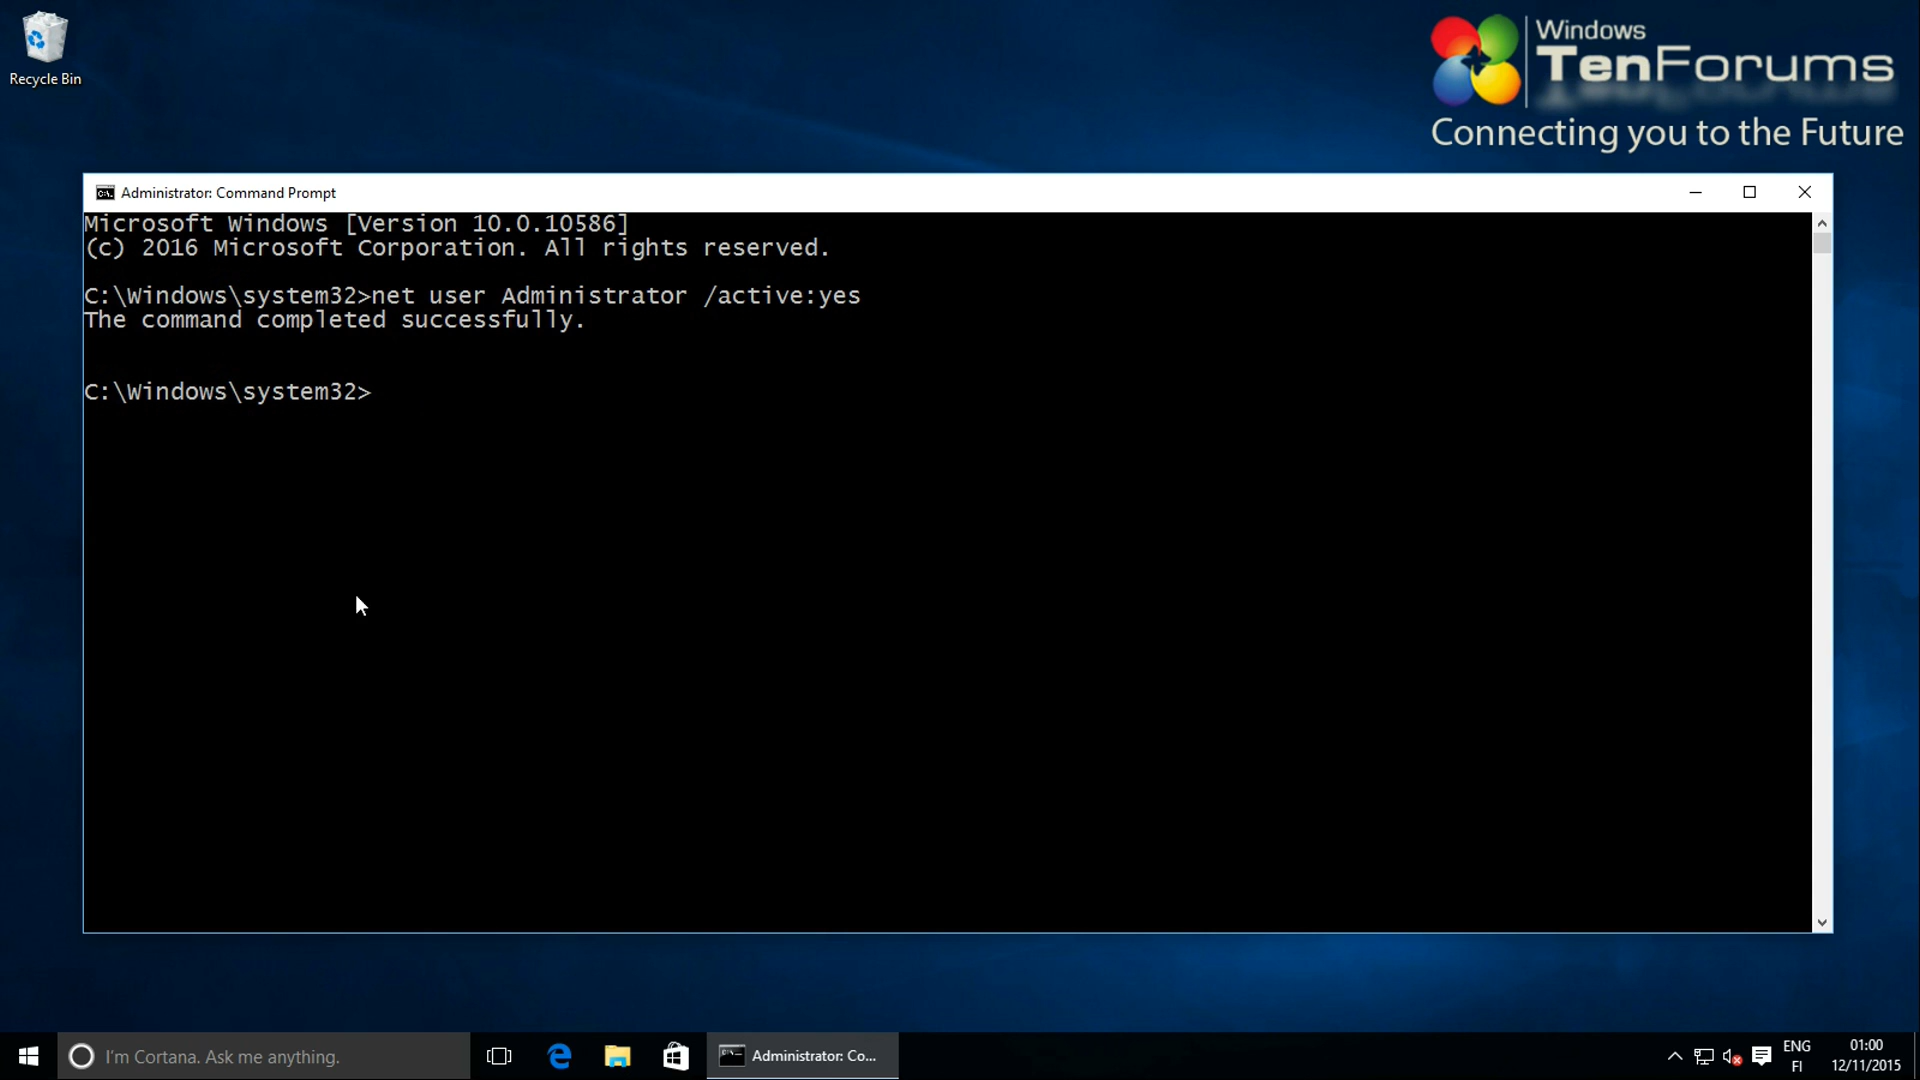 Recycle Bin
Windows
TenForums
Connecting you to the Future
Administrator: Command Prompt
Microsoft Windows [Version 10.0.10586]
(c) 2016 Microsoft Corporation. All rights reserved.
C:\Windows\system32>net user Administrator /active:yes
The command completed successfully.
C:\Windows\system32>
I'm Cortana. Ask me anything.
Administrator: Co...
ENG
FI
01:00
12/11/2015